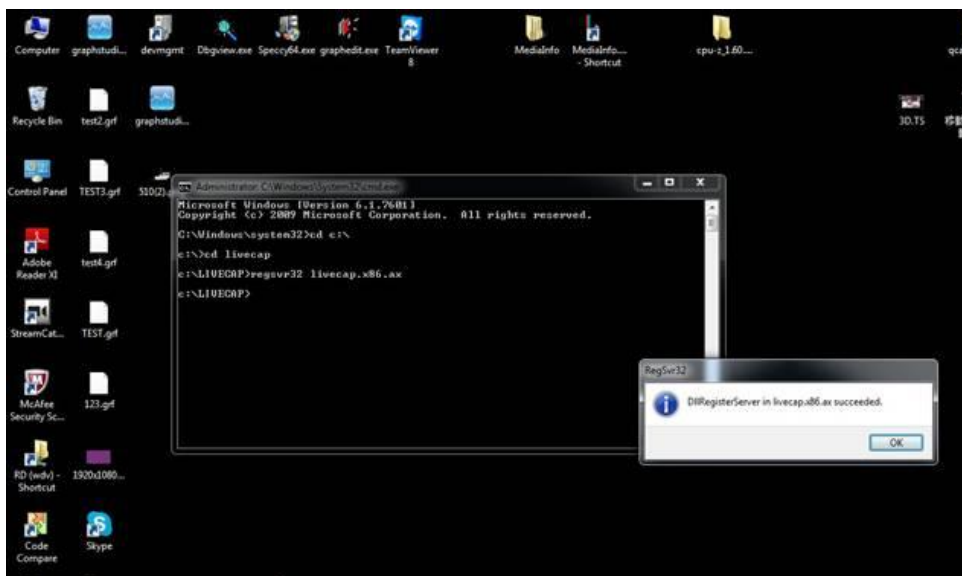 Computer
graphstudi...
devmgmt
Dbgview.exe
Speccy64.exe
graphedit.exe
TeamViewer
8
MediaInfo
MediaInfo....
- Shortcut
cpu-z_1.60....
Recycle Bin
test2.grf
graphstudi...
3D.TS
Control Panel
TEST3.grf
Administrator: C:\Windows\System32\cmd.exe
Microsoft Windows [Version 6.1.7601]
Copyright (c) 2009 Microsoft Corporation.  All rights reserved.
C:\Windows\system32>cd c:\
c:\>cd livecap
c:\LIVECAP>regsvr32 livecap.x86.ax
c:\LIVECAP>
Adobe
Reader XI
test4.grf
StreamCat...
TEST.grf
RegSvr32
DllRegisterServer in livecap.x86.ax succeeded.
OK
McAfee
Security Sc...
123.grf
RD (wdv) -
Shortcut
1920x1080...
Code
Compare
Skype